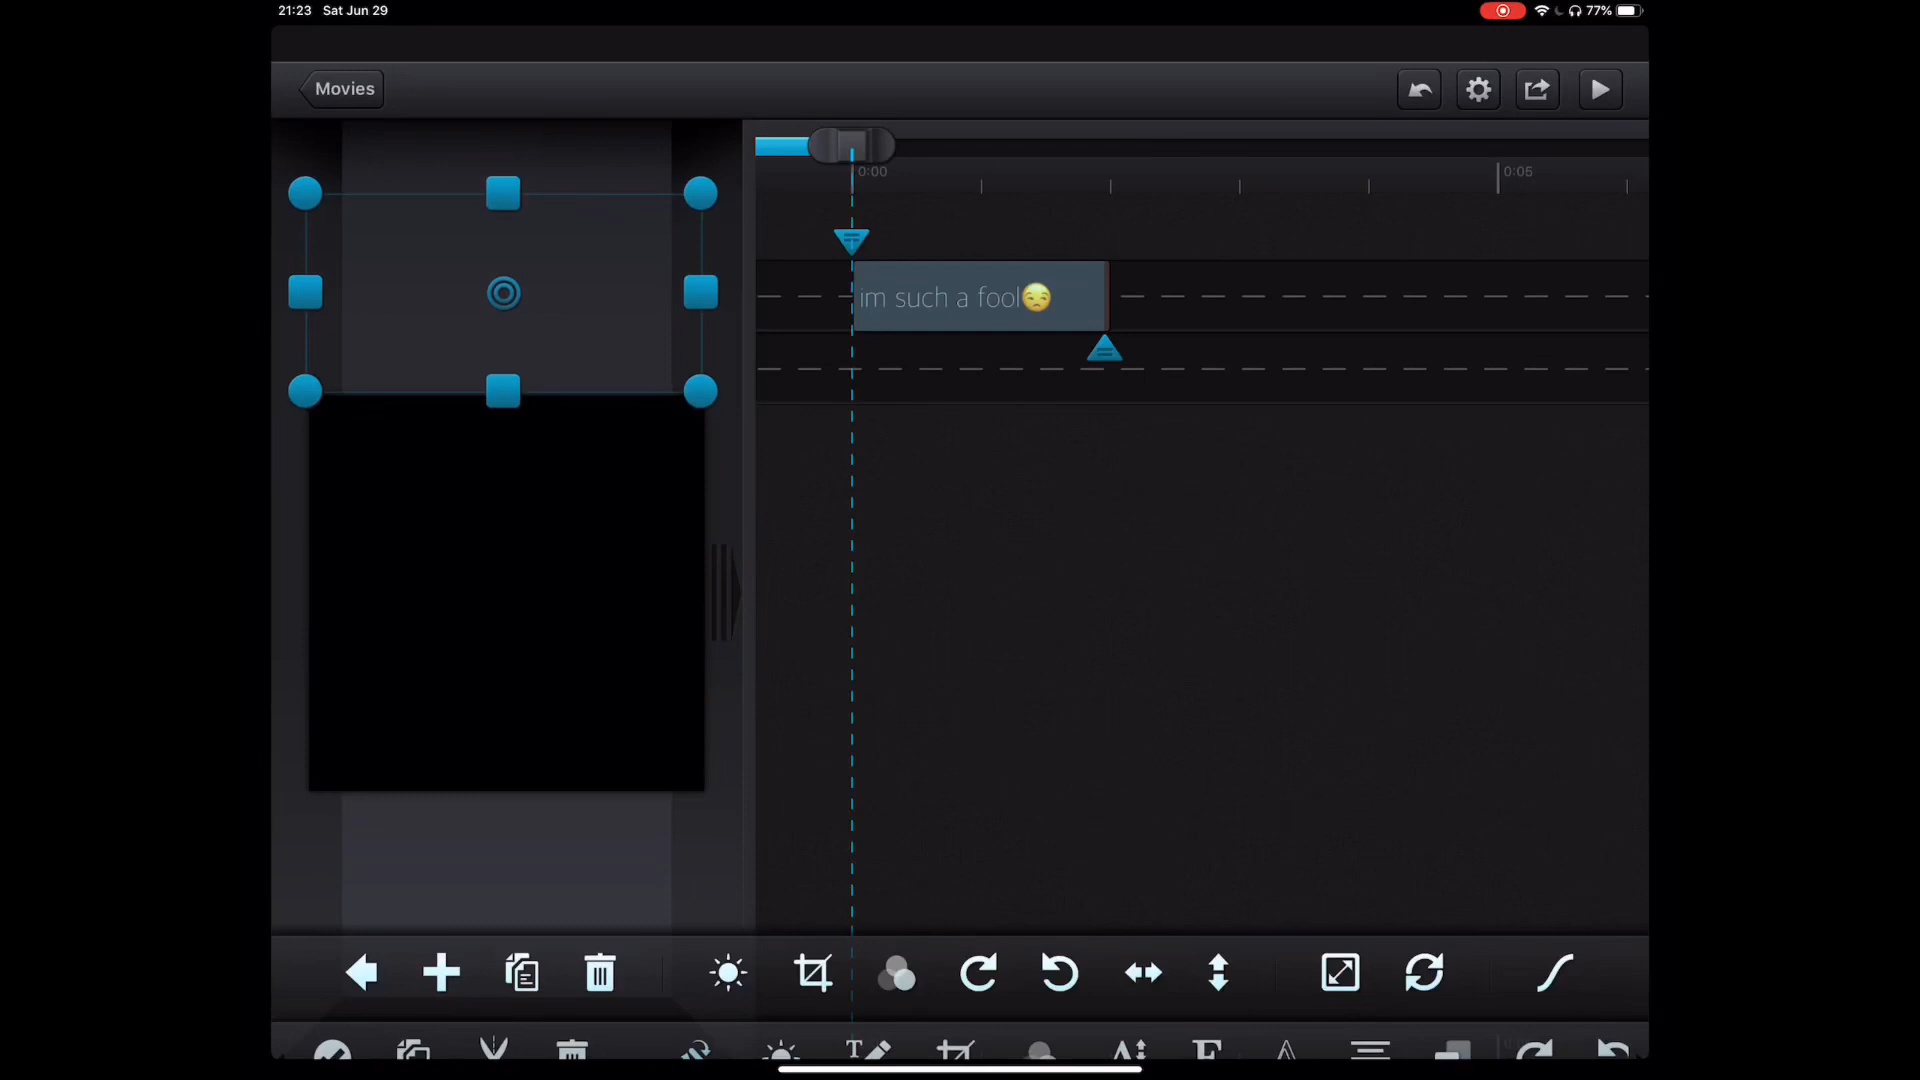 21:23 Sat Jun 29
77%
Movies
0:00
0:05
im such a fool😒